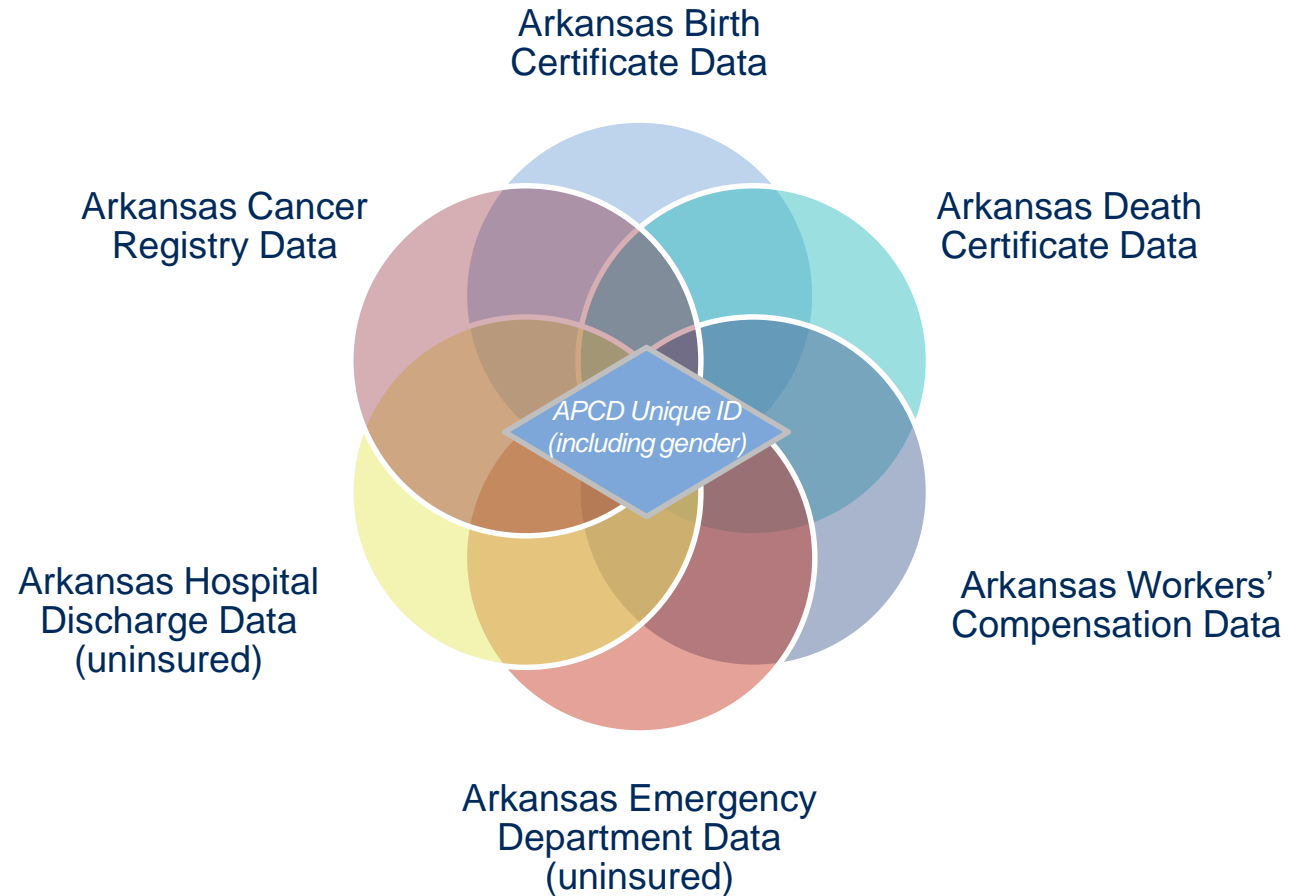 Arkansas Birth
Certificate Data
Arkansas Cancer
Registry Data
Arkansas Death
Certificate Data
APCD Unique ID
(including gender)
Arkansas Hospital
Discharge Data
(uninsured)
Arkansas Workers’
Compensation Data
Arkansas Emergency
Department Data
(uninsured)